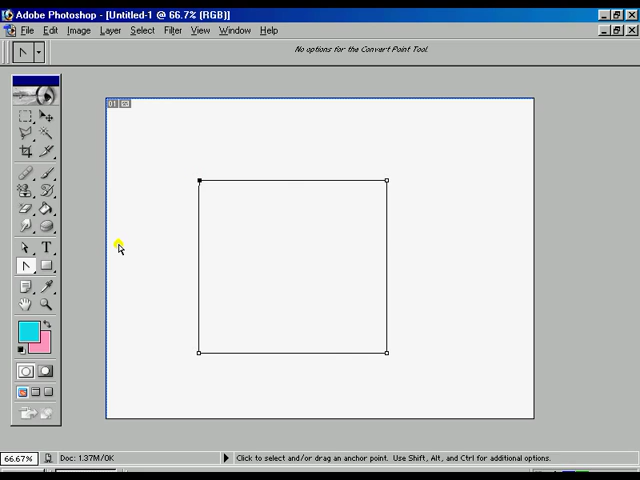 Adobe Photoshop - [Untitled-1 @ 66.7% (RGB)]
File Edit Image Layer Select Filter View Window Help
No options for the Convert Point Tool.
01
T
66.67% Doc: 1.37M/0K Click to select and/or drag an anchor point. Use Shift, Alt, and Ctrl for additional options.